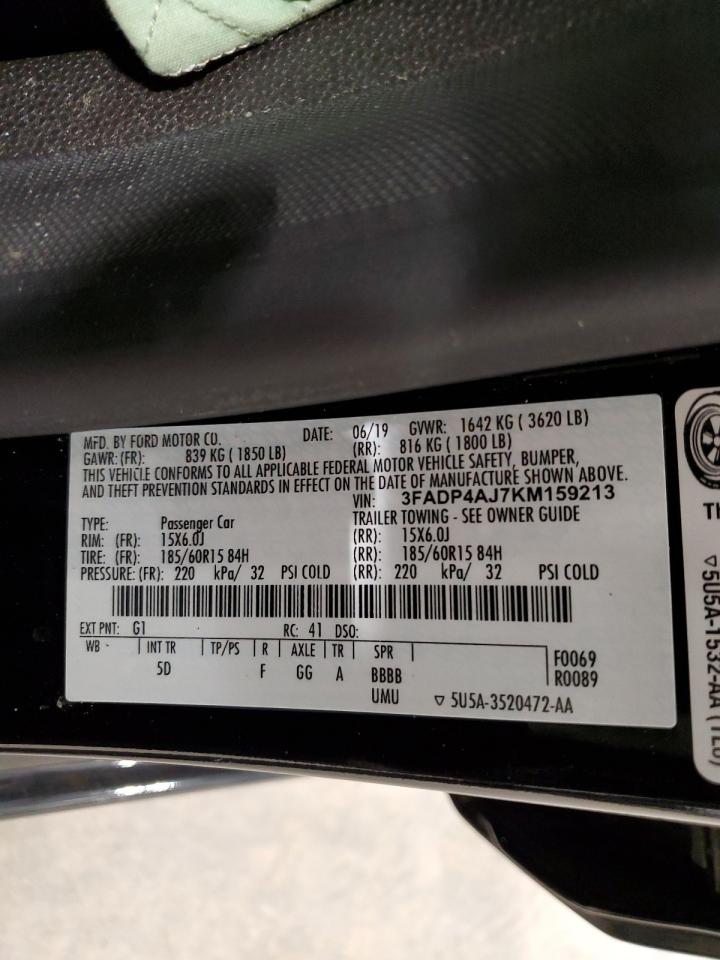 MFD. BY FORD MOTOR CO. DATE: 06/19 GVWR: 1642 KG ( 3620 LB)
GAWR: (FR): 839 KG ( 1850 LB) (RR): 816 KG ( 1800 LB)
THIS VEHICLE CONFORMS TO ALL APPLICABLE FEDERAL MOTOR VEHICLE SAFETY, BUMPER,
AND THEFT PREVENTION STANDARDS IN EFFECT ON THE DATE OF MANUFACTURE SHOWN ABOVE.
VIN: 3FADP4AJ7KM159213
TYPE: Passenger Car TRAILER TOWING - SEE OWNER GUIDE
RIM: (FR): 15X6.0J (RR): 15X6.0J
TIRE: (FR): 185/60R15 84H (RR): 185/60R15 84H
PRESSURE: (FR): 220 kPa/ 32 PSI COLD (RR): 220 kPa/ 32 PSI COLD
EXT PNT: G1 RC: 41 DSO:
WB - INT TR TP/PS R AXLE TR SPR F0069
5D F GG A BBBB R0089
UMU 5U5A-3520472-AA
5U5A-1532-AA